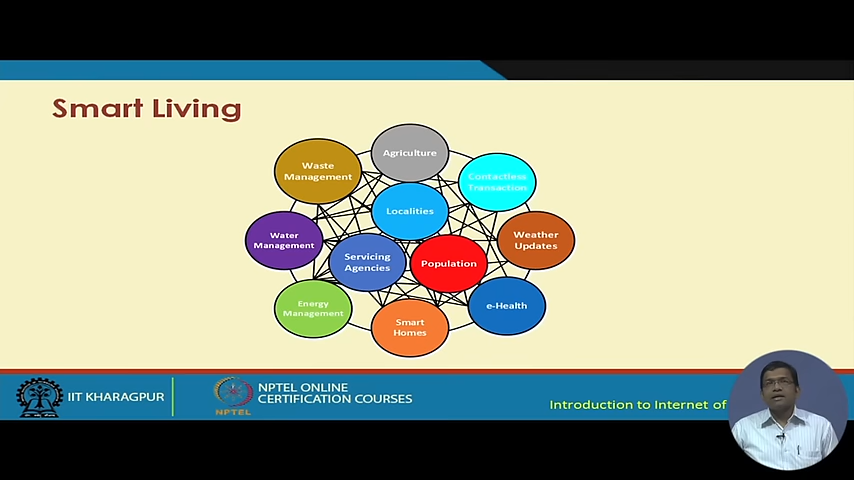 Smart Living
Agriculture
Waste
Management
Contactless
Transaction
Localities
Water
Management
Weather
Updates
Servicing
Agencies
Population
Energy
Management
e-Health
Smart
Homes
IIT KHARAGPUR
NPTEL
NPTEL ONLINE
CERTIFICATION COURSES
Introduction to Internet of